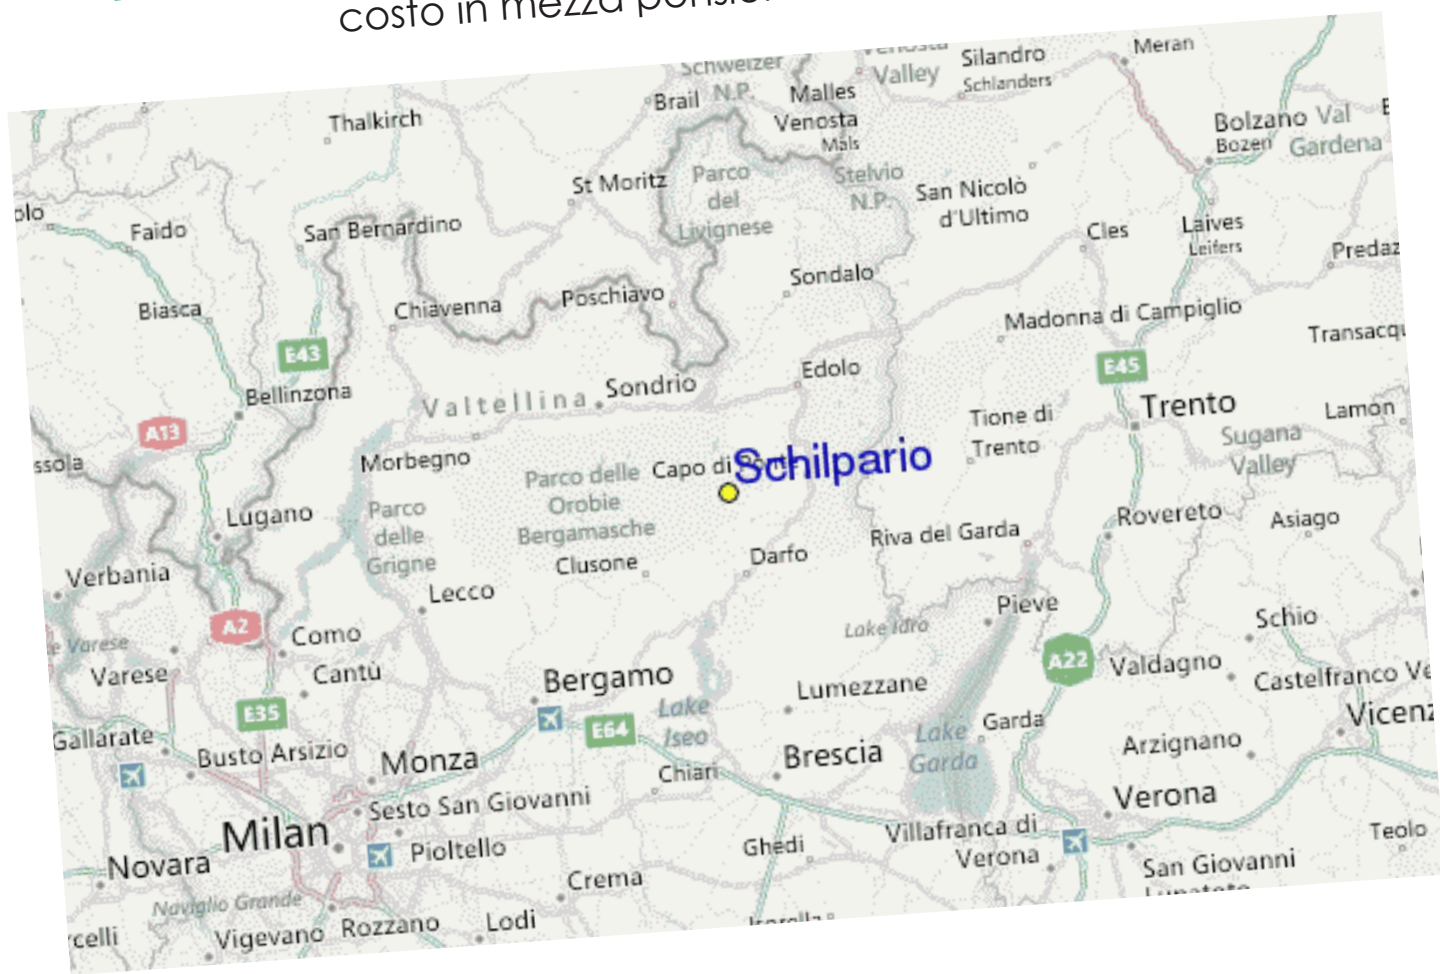 costo in mezza
Schweizer
N.P.
Venosta
Valley
Silandro
Schlanders
Meran
Brail
Malles
Venosta
Mals
Thalkirch
Bolzano
Bozen
Val
Gardena
St Moritz
Parco
del
Livignese
Stelvio
N.P.
San Nicolò
d'Ultimo
Faido
San Bernardino
Cles
Laives
Leifers
Sondalo
Biasca
Chiavenna
Poschiavo
Madonna di Campiglio
E43
E45
Edolo
Bellinzona
Valtellina
Sondrio
Trento
Lamon
A13
Tione di
Trento
Sugana
Valley
Morbegno
Capo di
Schilpario
Parco delle
Orobie
Bergamasche
Parco
delle
Grigne
Lugano
Riva del Garda
Rovereto
Asiago
Verbania
Clusone
Darfo
Lecco
Pieve
Schio
A2
Como
Lake Idro
Varese
Varese
Cantù
Bergamo
Lumezzane
A22
Valdagno
Castelfranco
E35
E64
Lake
Iseo
Lake
Garda
Garda
Gallarate
Busto Arsizio
Monza
Chiari
Brescia
Arzignano
Sesto San Giovanni
Verona
Milan
Pioltello
Ghedi
Villafranca di
Verona
Teolo
Novara
Crema
San Giovanni
Naviglio Grande
Vigevano
Rozzano
Lodi